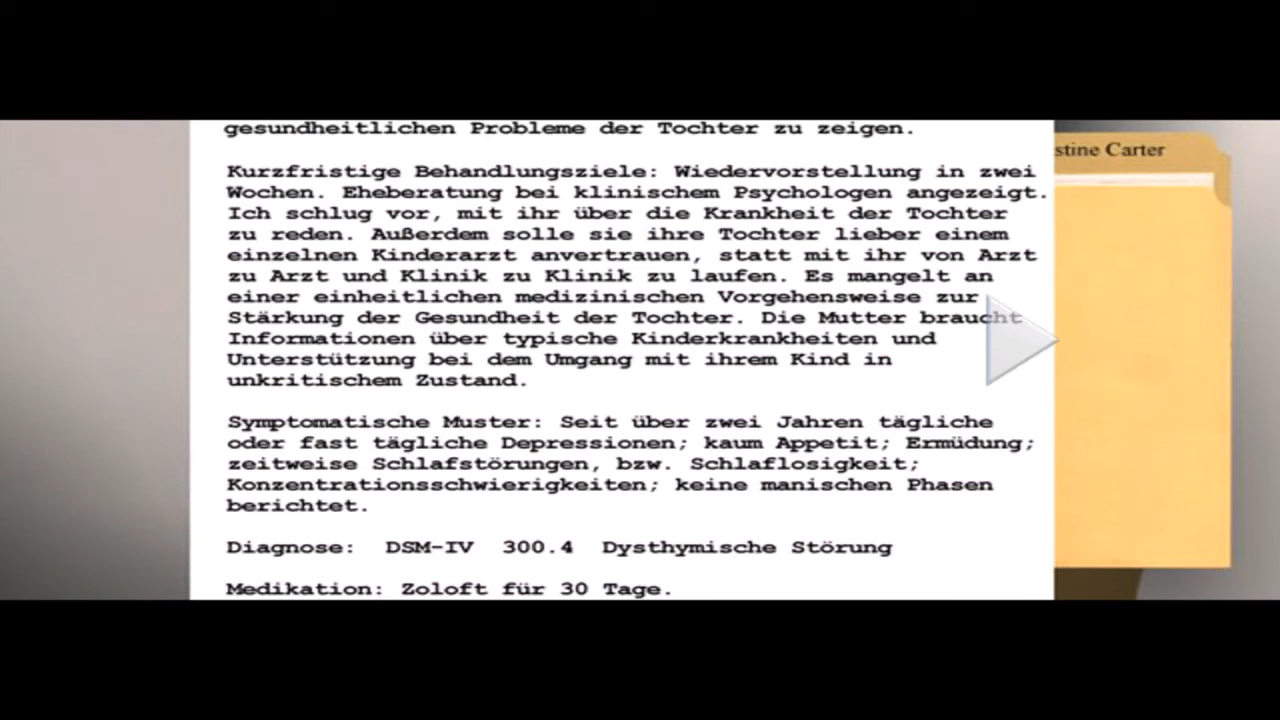 gesundheitlichen Probleme der Tochter zu zeigen.
Kurzfristige Behandlungsziele: Wiedervorstellung in zwei
Wochen. Eheberatung bei klinischem Psychologen angezeigt.
Ich schlug vor, mit ihr über die Krankheit der Tochter
zu reden. Außerdem solle sie ihre Tochter lieber einem
einzelnen Kinderarzt anvertrauen, statt mit ihr von Arzt
zu Arzt und Klinik zu Klinik zu laufen. Es mangelt an
einer einheitlichen medizinischen Vorgehensweise zur
Stärkung der Gesundheit der Tochter. Die Mutter braucht
Informationen über typische Kinderkrankheiten und
Unterstützung bei dem Umgang mit ihrem Kind in
unkritischem Zustand.
Symptomatische Muster: Seit über zwei Jahren tägliche
oder fast tägliche Depressionen; kaum Appetit; Ermüdung;
zeitweise Schlafstörungen, bzw. Schlaflosigkeit;
Konzentrationsschwierigkeiten; keine manischen Phasen
berichtet.
Diagnose: DSM-IV 300.4 Dysthymische Störung
Medikation: Zoloft für 30 Tage.
stine Carter